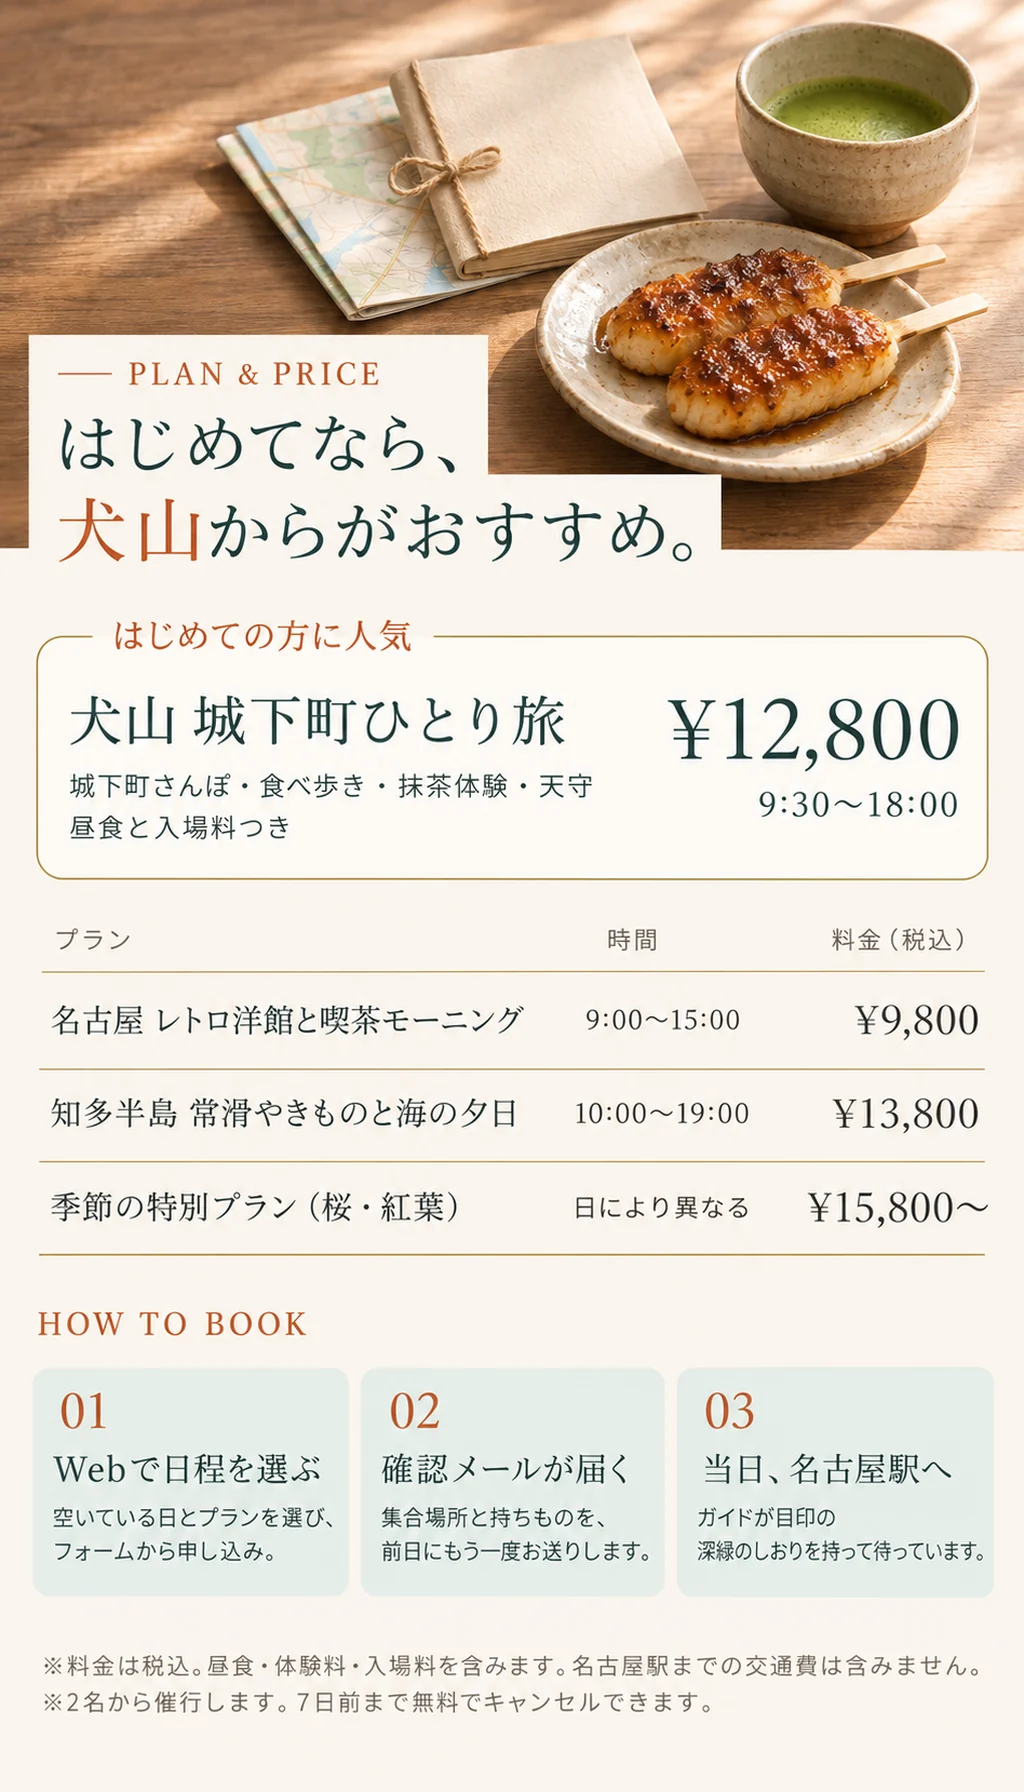 PLAN & PRICE
はじめてなら、
犬山からがおすすめ。
はじめての方に人気
犬山 城下町ひとり旅
¥12,800
城下町さんぽ・食べ歩き・抹茶体験・天守
9:30〜18:00
昼食と入場料つき
プラン 時間 料金（税込）
名古屋 レトロ洋館と喫茶モーニング 9:00〜15:00 ¥9,800
知多半島 常滑やきものと海の夕日 10:00〜19:00 ¥13,800
季節の特別プラン（桜・紅葉） 日により異なる ¥15,800〜
HOW TO BOOK
01
Webで日程を選ぶ
空いている日とプランを選び、
フォームから申し込み。
02
確認メールが届く
集合場所と持ちものを、
前日にもう一度お送りします。
03
当日、名古屋駅へ
ガイドが目印の
深緑のしおりを持って待っています。
※料金は税込。昼食・体験料・入場料を含みます。名古屋駅までの交通費は含みません。
※2名から催行します。7日前まで無料でキャンセルできます。